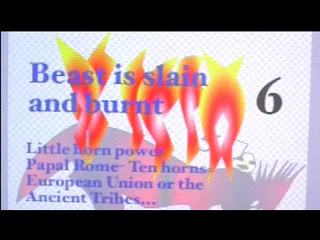 Beast is slain
and burnt
6
Little horn power
Papal Rome- Ten horns-
European Union or the
Ancient Tribes...